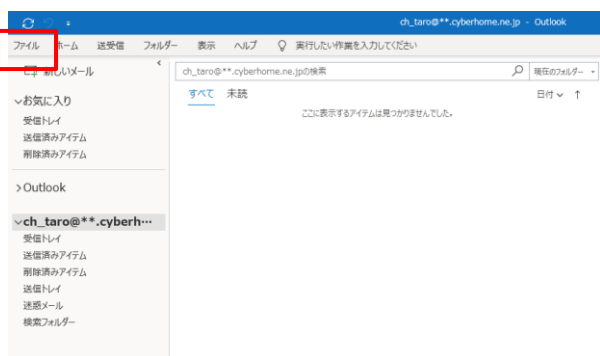 ch_taro@**.cyberhome.ne.jp - Outlook
ファイル ホーム 送受信 フォルダー 表示 ヘルプ 実行したい作業を入力してください
新しいメール
ch_taro@**.cyberhome.ne.jpの検索 現在のフォルダー
すべて 未読 日付 ↑
ここに表示するアイテムは見つかりませんでした。
お気に入り
受信トレイ
送信済みアイテム
削除済みアイテム
Outlook
ch_taro@**.cyberh…
受信トレイ
送信済みアイテム
削除済みアイテム
送信トレイ
迷惑メール
検索フォルダー